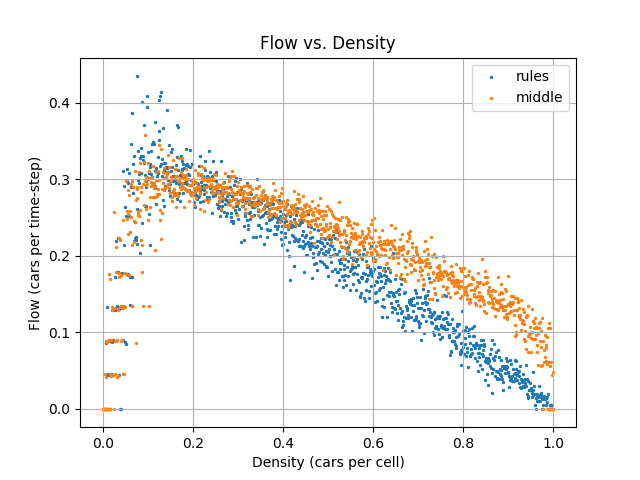 Flow vs. Density
rules
middle
Flow (cars per time-step)
0.4
0.3
0.2
0.1
0.0
0.0 0.2 0.4 0.6 0.8 1.0
Density (cars per cell)